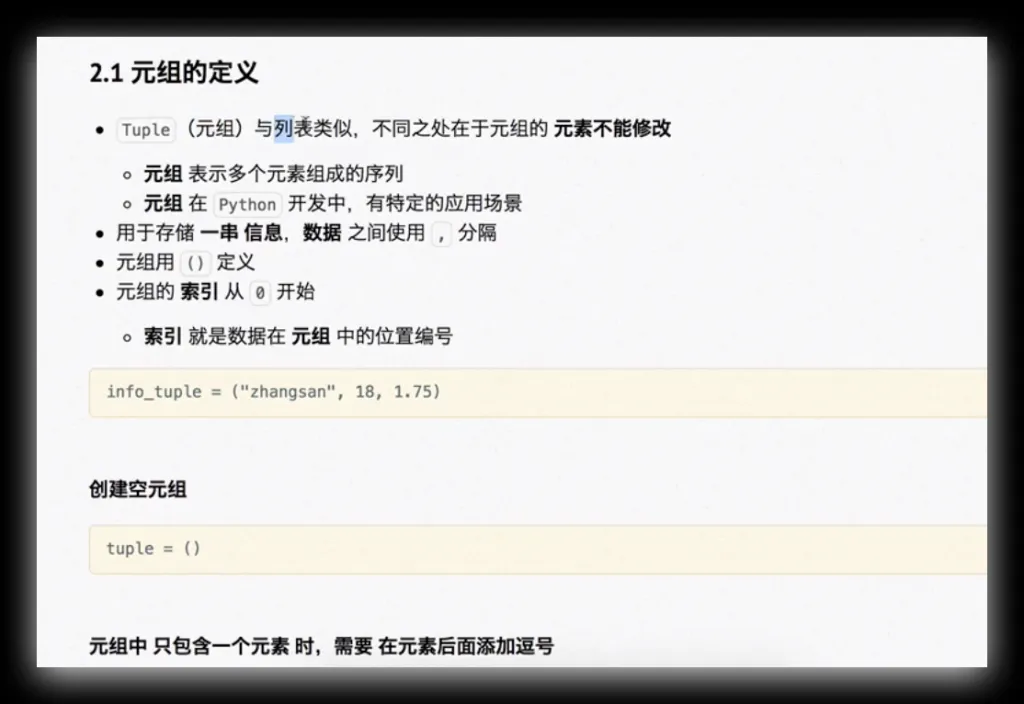 2.1 元组的定义
Tuple（元组）与列表类似，不同之处在于元组的 元素不能修改
元组 表示多个元素组成的序列
元组 在 Python 开发中，有特定的应用场景
用于存储 一串 信息，数据 之间使用 , 分隔
元组用 () 定义
元组的 索引 从 0 开始
索引 就是数据在 元组 中的位置编号
info_tuple = ("zhangsan", 18, 1.75)
创建空元组
tuple = ()
元组中 只包含一个元素 时，需要 在元素后面添加逗号